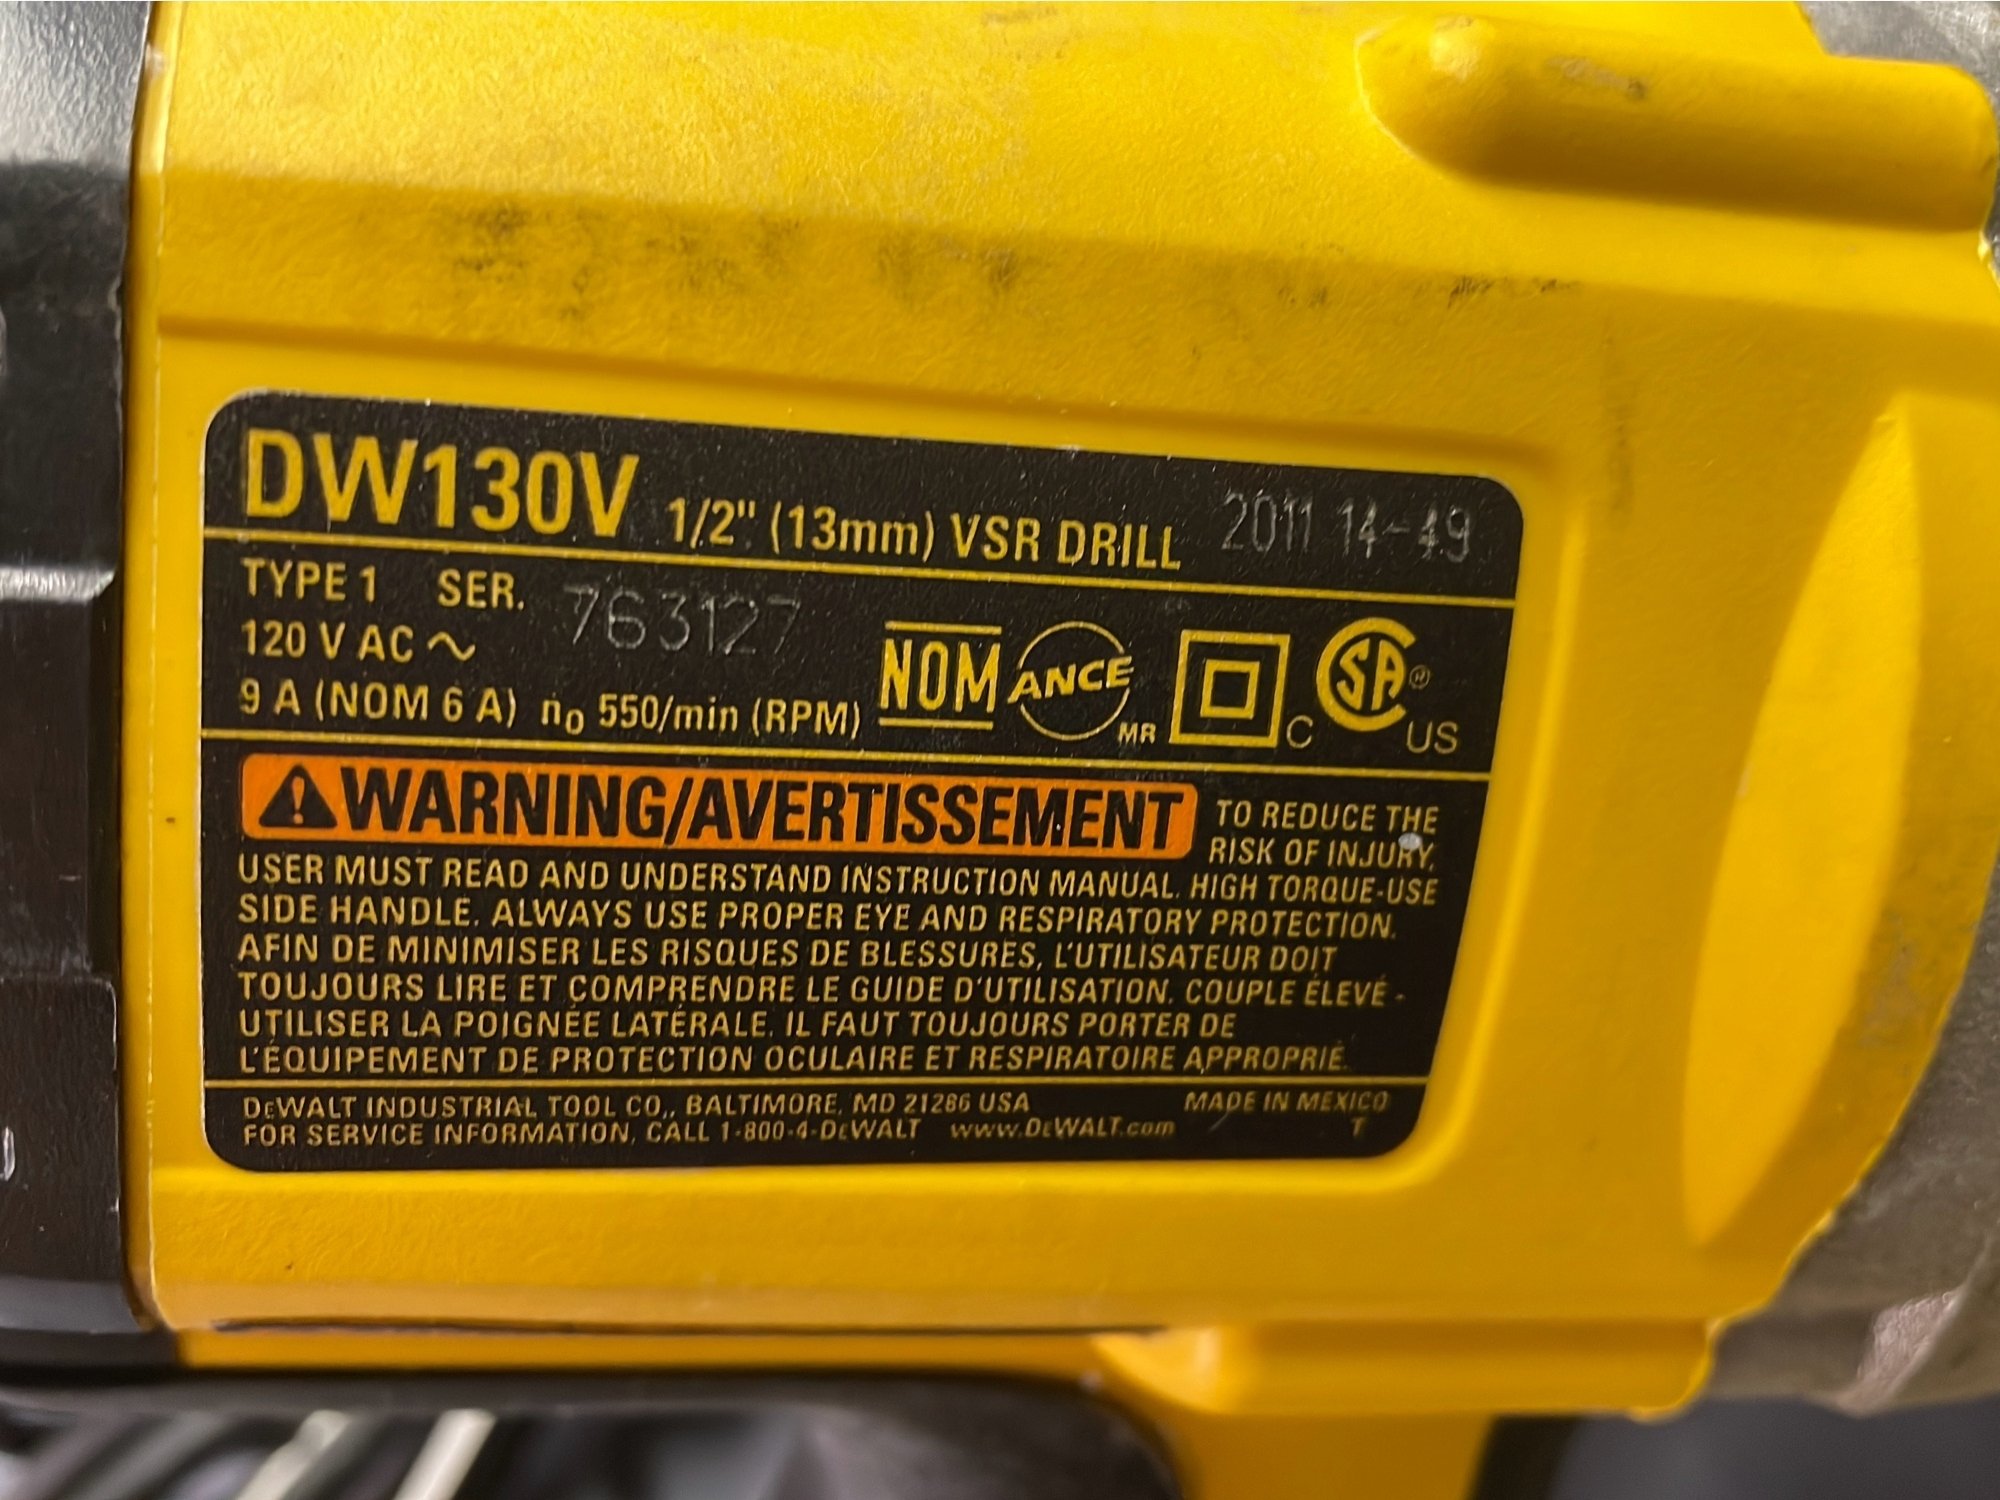 DW130V 1/2" (13mm) VSR DRILL 2011 14-49
TYPE 1 SER. 763127
120 V AC ~
9 A (NOM 6 A) n0 550/min (RPM) NOM ANCE MR C SA ® US
⚠WARNING/AVERTISSEMENT TO REDUCE THE
RISK OF INJURY,
USER MUST READ AND UNDERSTAND INSTRUCTION MANUAL. HIGH TORQUE-USE
SIDE HANDLE. ALWAYS USE PROPER EYE AND RESPIRATORY PROTECTION.
AFIN DE MINIMISER LES RISQUES DE BLESSURES, L'UTILISATEUR DOIT
TOUJOURS LIRE ET COMPRENDRE LE GUIDE D'UTILISATION. COUPLE ÉLEVÉ -
UTILISER LA POIGNÉE LATÉRALE. IL FAUT TOUJOURS PORTER DE
L'ÉQUIPEMENT DE PROTECTION OCULAIRE ET RESPIRATOIRE APPROPRIÉ.
DEWALT INDUSTRIAL TOOL CO., BALTIMORE, MD 21286 USA MADE IN MEXICO
FOR SERVICE INFORMATION, CALL 1-800-4-DEWALT www.DEWALT.com T